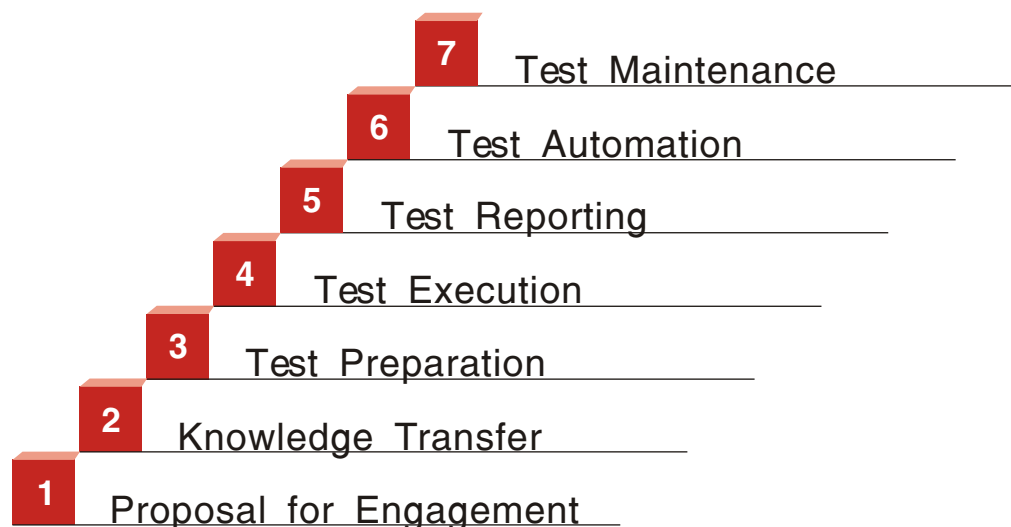 7 Test Maintenance
6 Test Automation
5 Test Reporting
4 Test Execution
3 Test Preparation
2 Knowledge Transfer
1 Proposal for Engagement